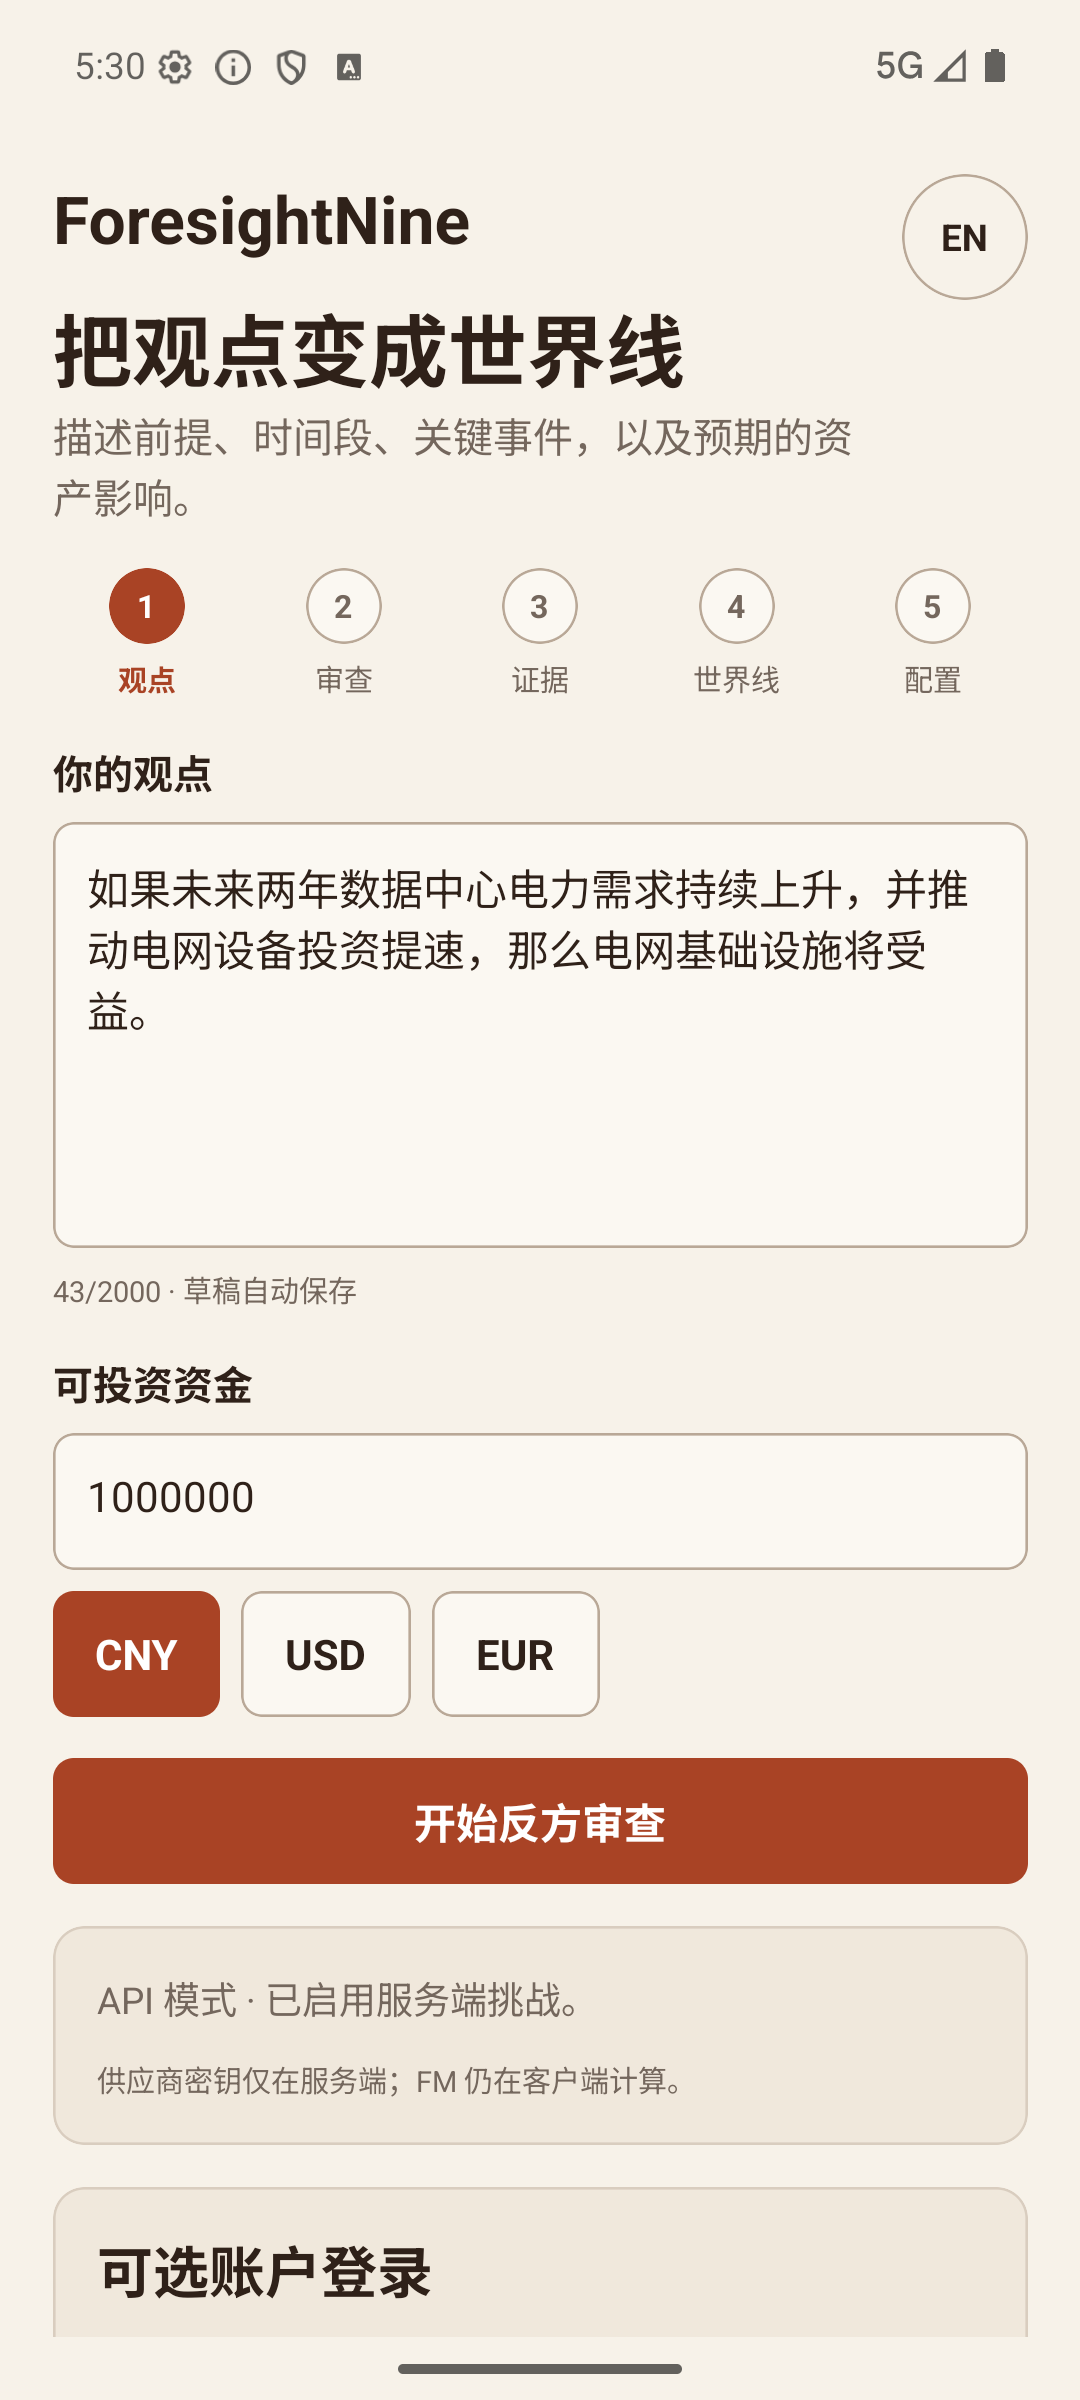 5:30
5G
ForesightNine
EN
把观点变成世界线
描述前提、时间段、关键事件，以及预期的资
产影响。
1 2 3 4 5
观点 审查 证据 世界线 配置
你的观点
如果未来两年数据中心电力需求持续上升，并推
动电网设备投资提速，那么电网基础设施将受
益。
43/2000 · 草稿自动保存
可投资资金
1000000
CNY USD EUR
开始反方审查
API 模式 · 已启用服务端挑战。
供应商密钥仅在服务端；FM 仍在客户端计算。
可选账户登录